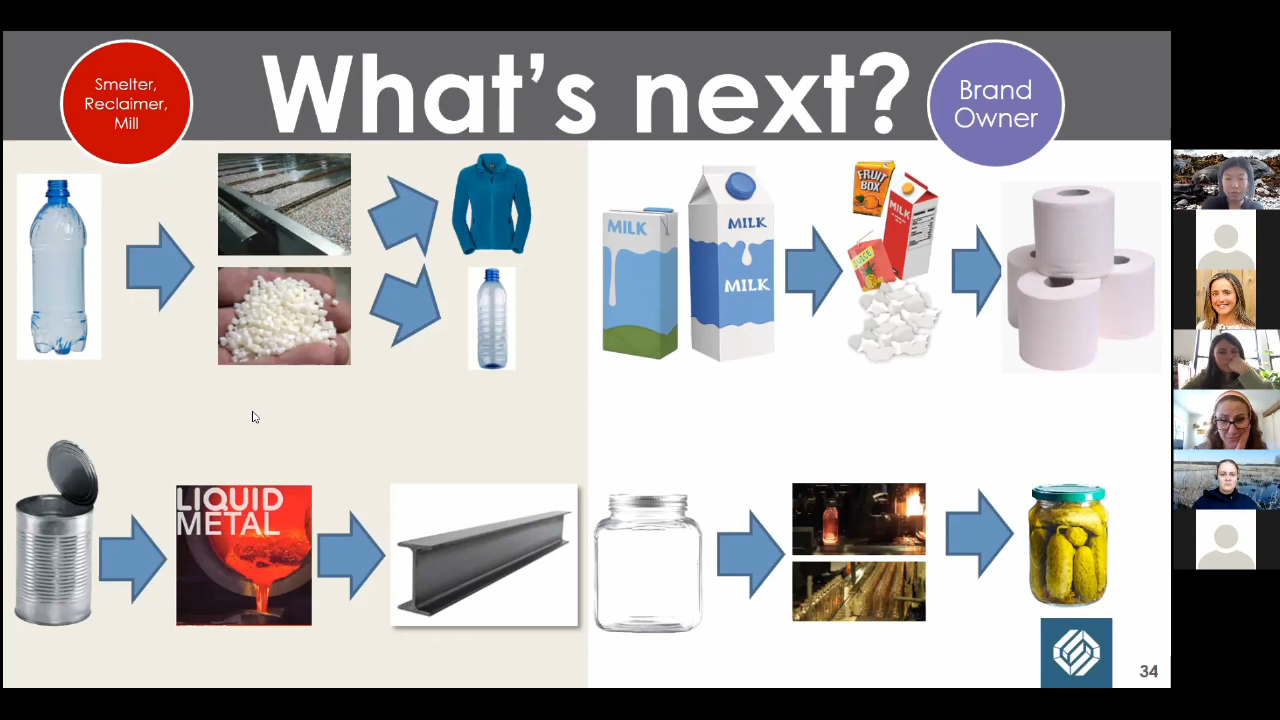 Smelter,
Reclaimer,
Mill
What's next?
Brand
Owner
MILK
MILK
MILK
FRUIT
BOX
MILK
JUICE
LIQUID
METAL
34